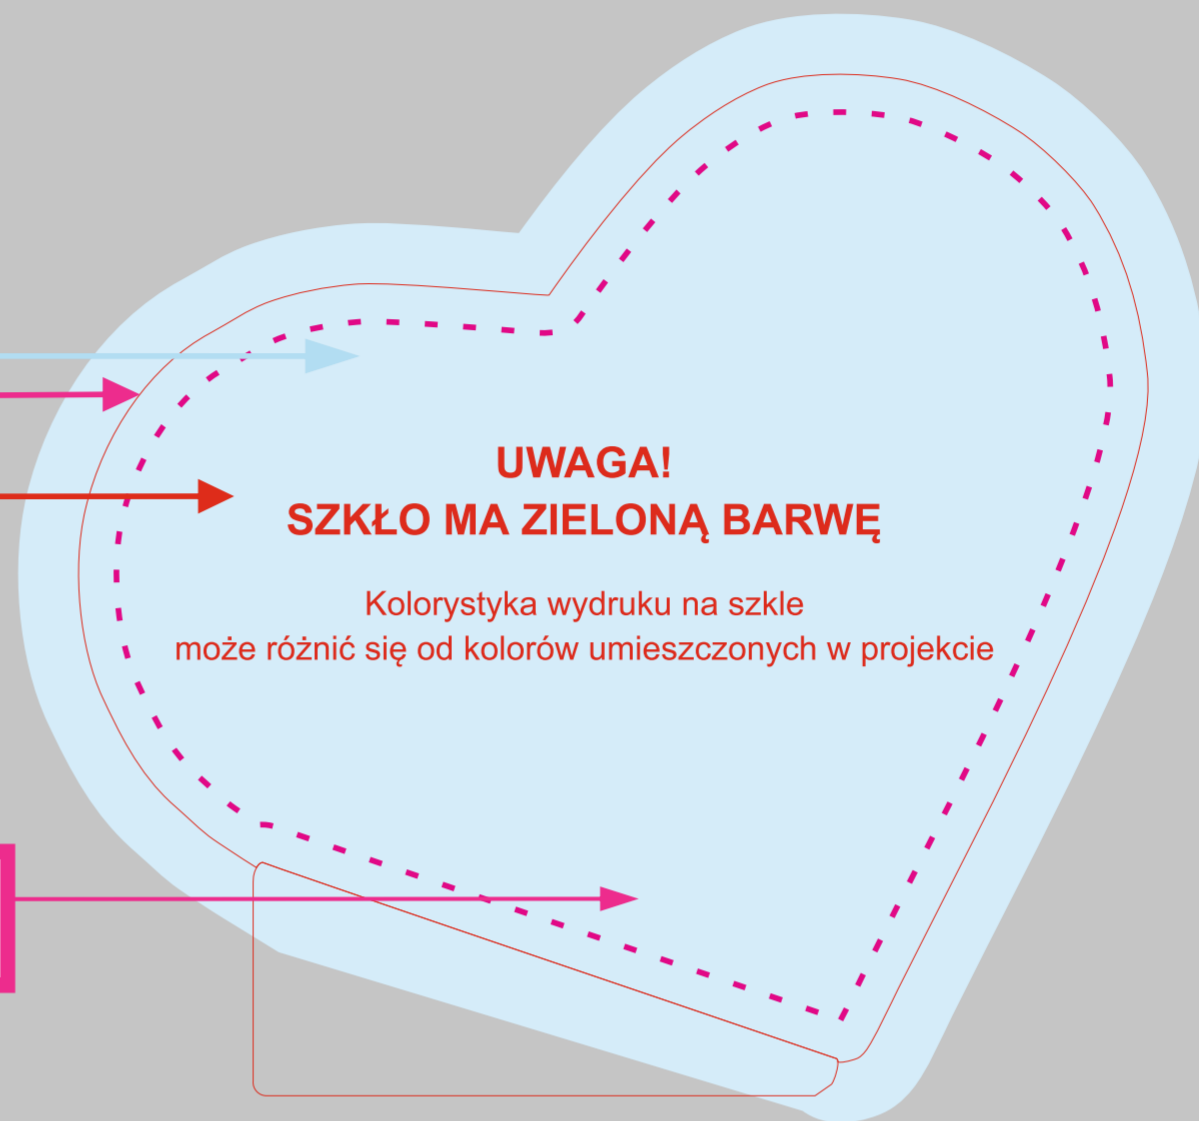 UWAGA!
SZKŁO MA ZIELONĄ BARWĘ
Kolorystyka wydruku na szkle
może różnić się od kolorów umieszczonych w projekcie